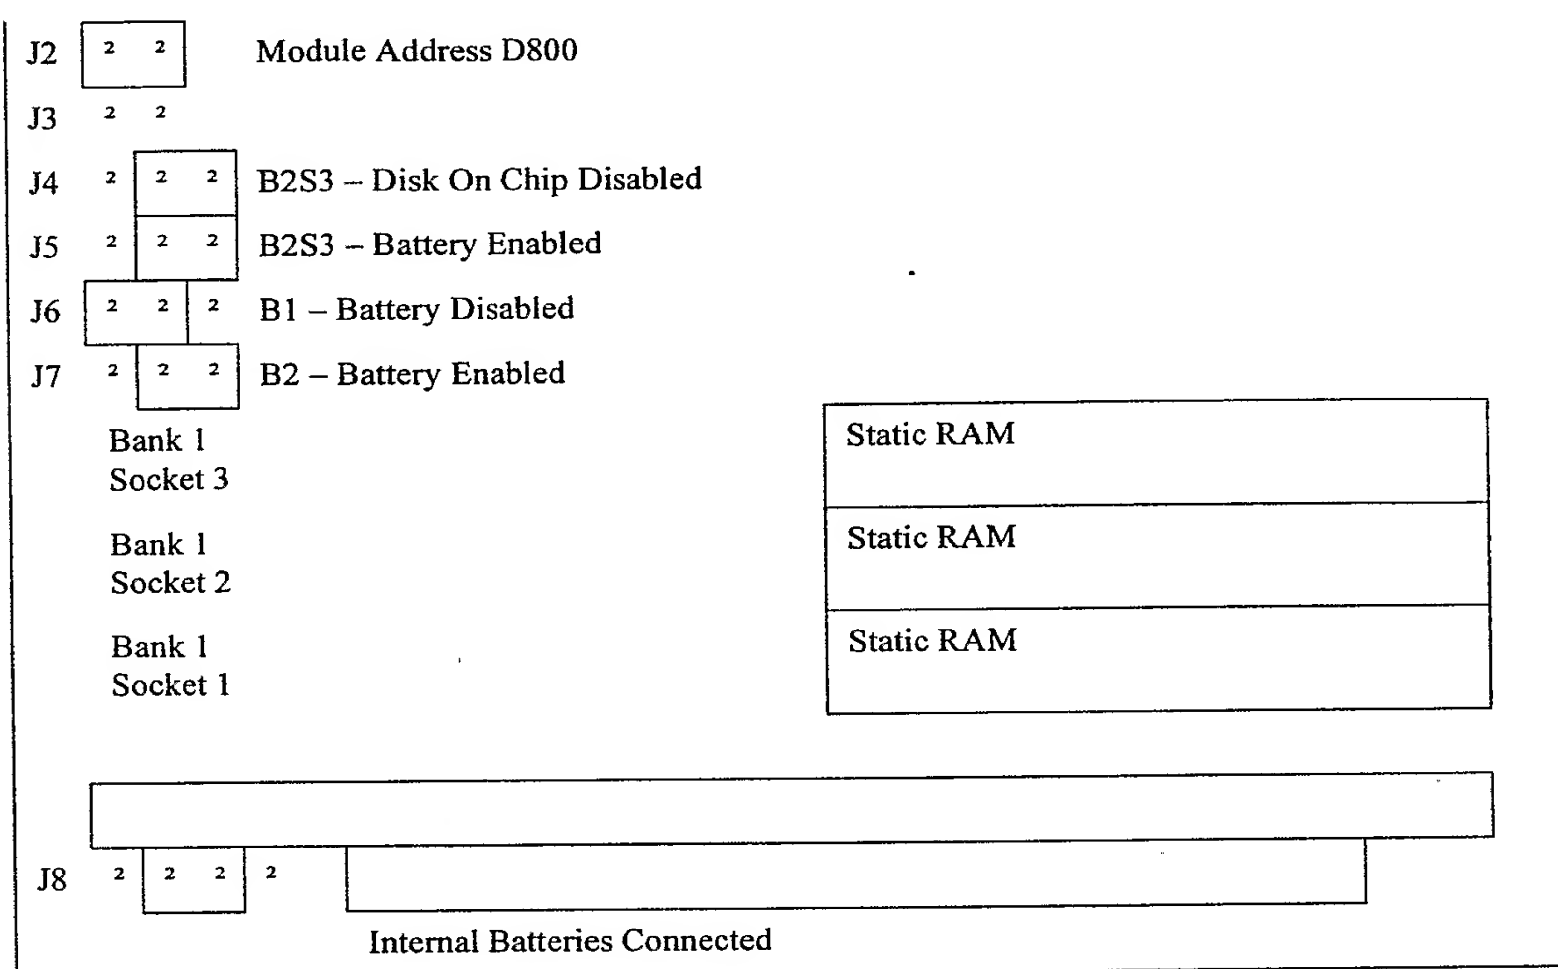 J2 2 2 Module Address D800
J3 2 2
J4 2 2 2 B2S3 – Disk On Chip Disabled
J5 2 2 2 B2S3 – Battery Enabled
J6 2 2 2 B1 – Battery Disabled
J7 2 2 2 B2 – Battery Enabled
Bank 1
Socket 3
Static RAM
Bank 1
Socket 2
Static RAM
Bank 1
Socket 1
Static RAM
J8 2 2 2 2
Internal Batteries Connected